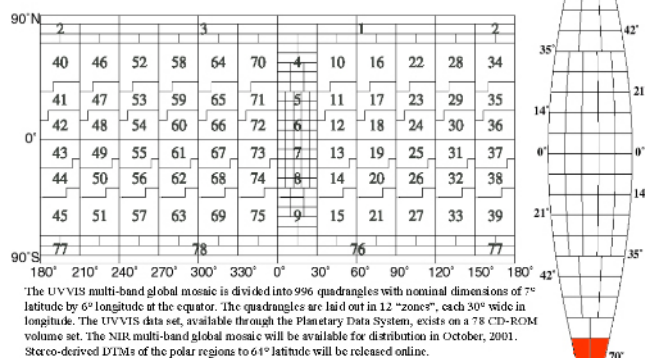 90°N
2 3 1 2
40 46 52 58 64 70 4 10 16 22 28 34
41 47 53 59 65 71 5 11 17 23 29 35
42 48 54 60 66 72 6 12 18 24 30 36
0°
43 49 55 61 67 73 7 13 19 25 31 37
44 50 56 62 68 74 8 14 20 26 32 38
45 51 57 63 69 75 9 15 21 27 33 39
77 78 76 77
90°S
180° 210° 240° 270° 300° 330° 0° 30° 60° 90° 120° 150° 180°
The UVVIS multi-band global mosaic is divided into 996 quadrangles with nominal dimensions of 7°
latitude by 6° longitude at the equator. The quadrangles are laid out in 12 “zones”, each 30° wide in
longitude. The UVVIS data set, available through the Planetary Data System, exists on a 78 CD-ROM
volume set. The NIR multi-band global mosaic will be available for distribution in October, 2001.
Stereo-derived DTMs of the polar regions to 64° latitude will be released online.
42°
35°
21°
14°
0° 0°
14°
21°
35°
42°
70°